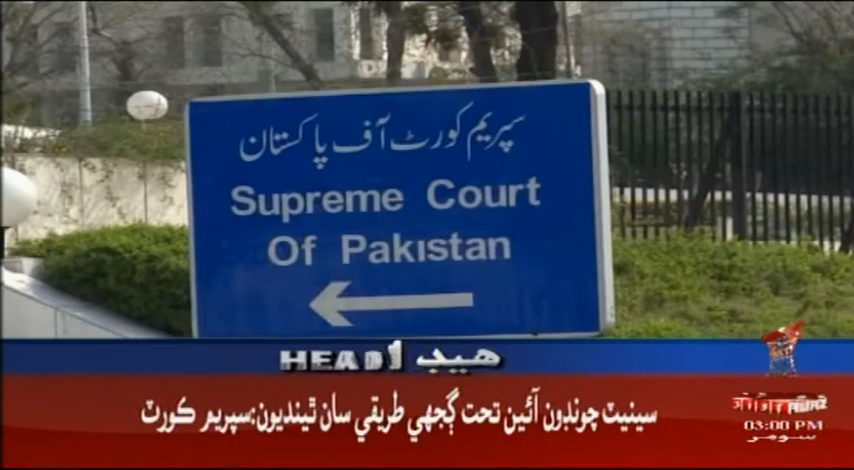 سپریم کورٹ آف پاکستان
Supreme Court
Of Pakistan
HEAD
سينيٽ چونڊون آئين تحت ڳجهي طريقي سان ٿينديون:سپريم ڪورٽ
03:00 PM
سومر